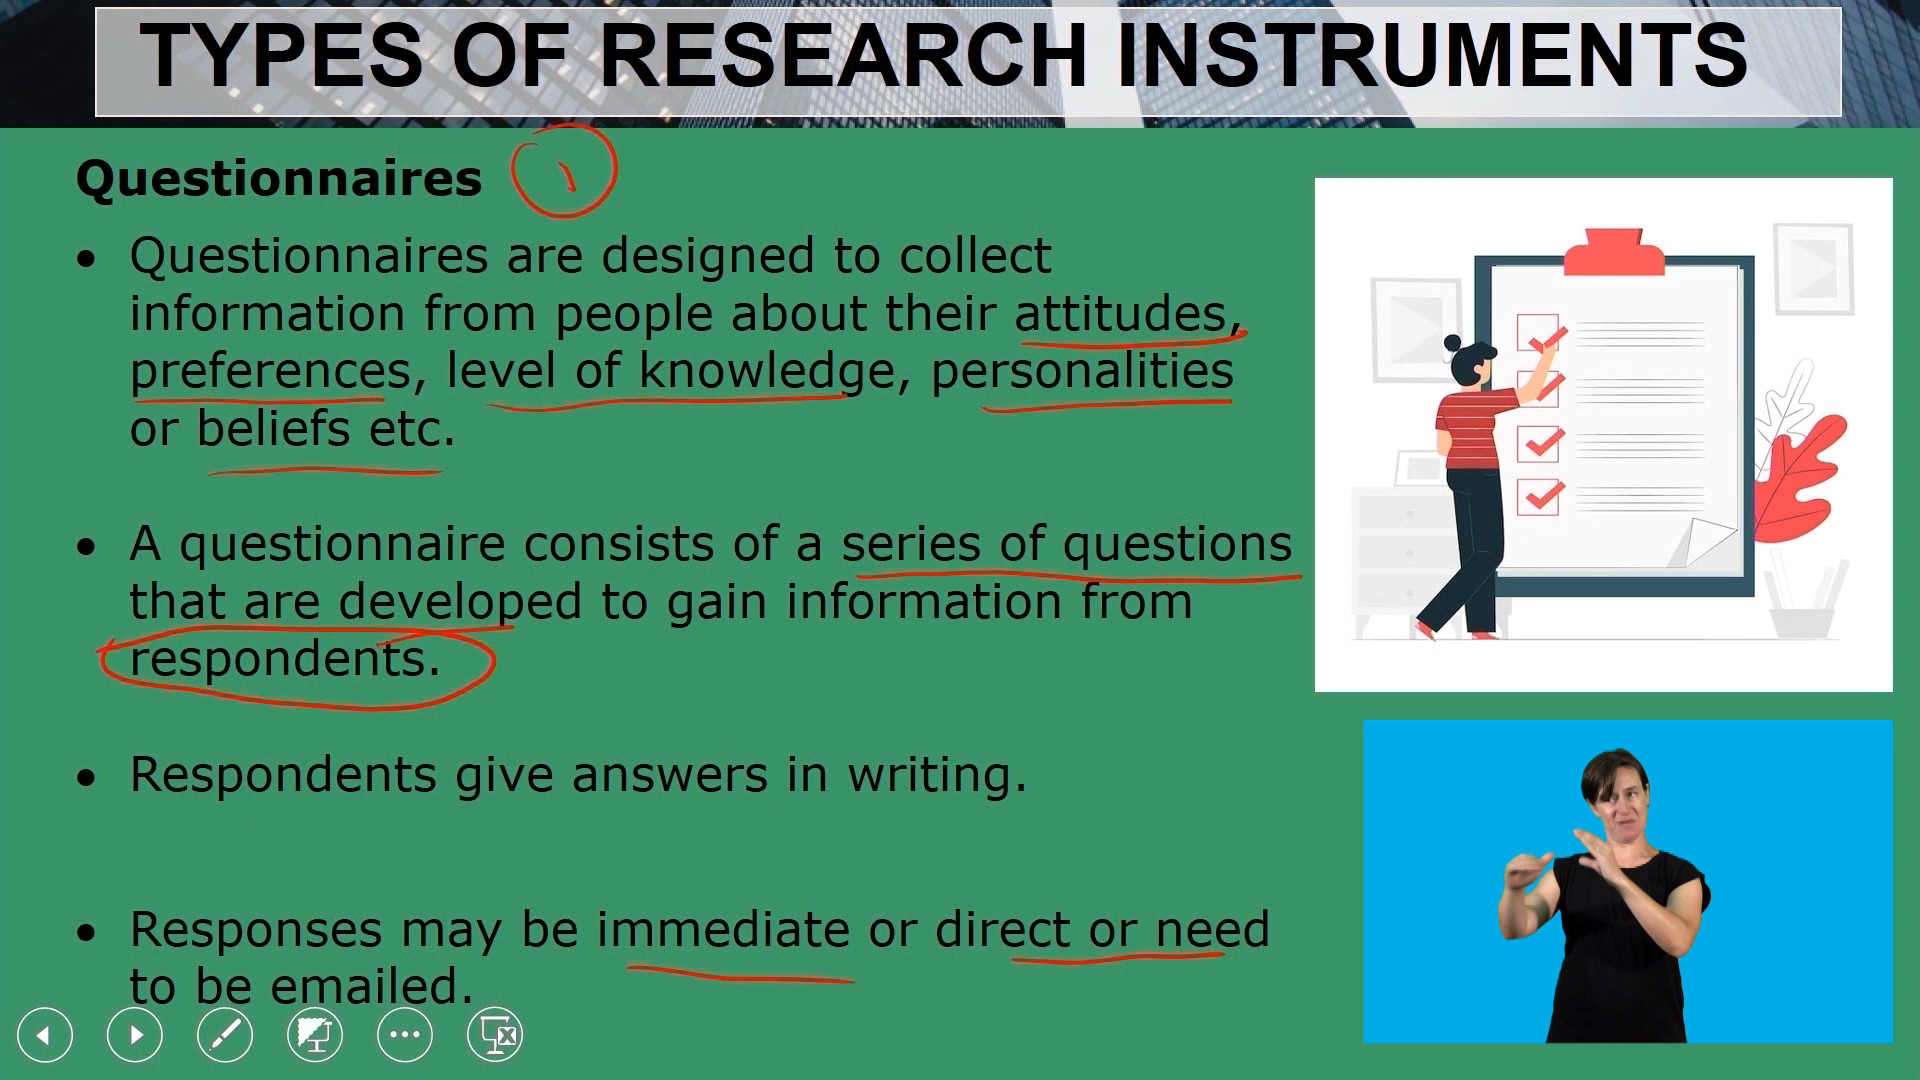 TYPES OF RESEARCH INSTRUMENTS
Questionnaires 1
• Questionnaires are designed to collect
information from people about their attitudes,
preferences, level of knowledge, personalities
or beliefs etc.
• A questionnaire consists of a series of questions
that are developed to gain information from
respondents.
• Respondents give answers in writing.
• Responses may be immediate or direct or need
to be emailed.